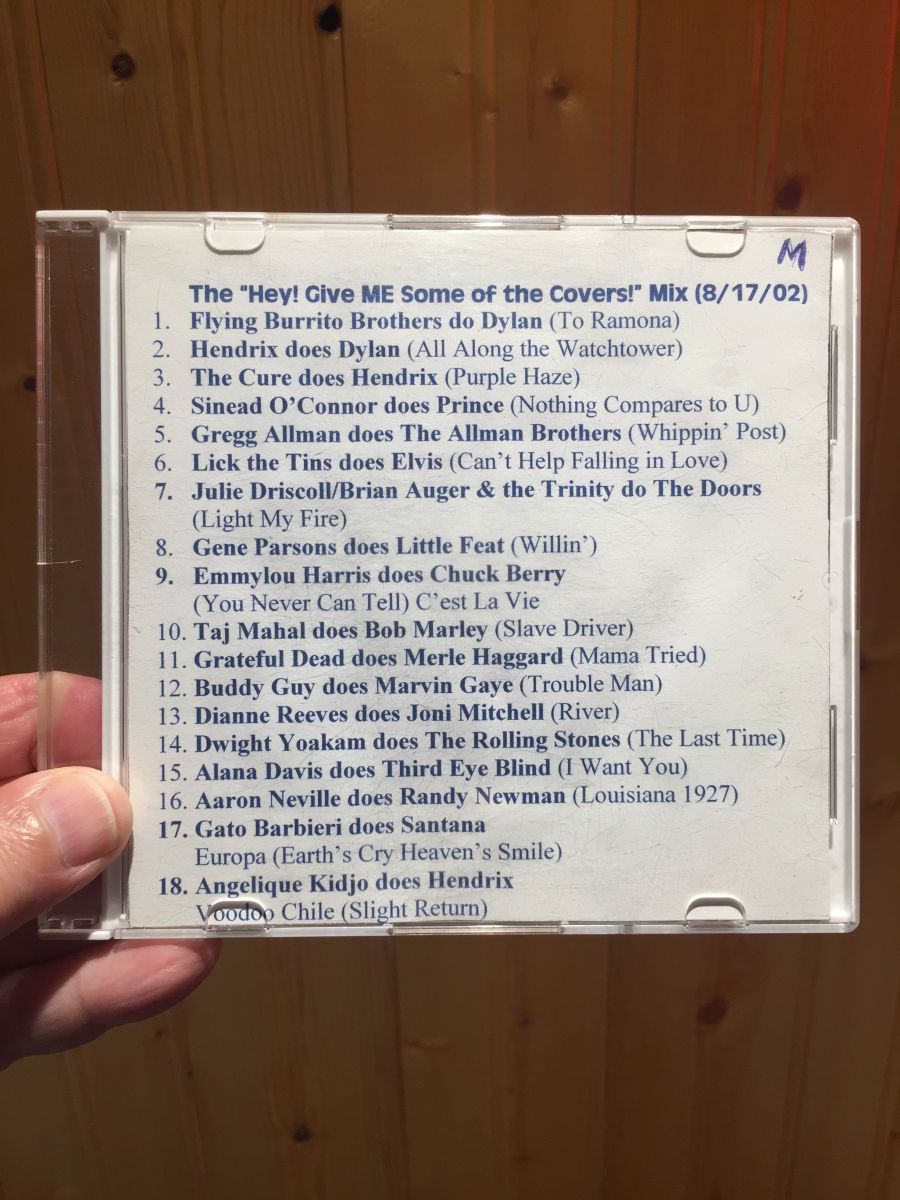 M
The "Hey! Give ME Some of the Covers!" Mix (8/17/02)
1. Flying Burrito Brothers do Dylan (To Ramona)
2. Hendrix does Dylan (All Along the Watchtower)
3. The Cure does Hendrix (Purple Haze)
4. Sinead O'Connor does Prince (Nothing Compares to U)
5. Gregg Allman does The Allman Brothers (Whippin' Post)
6. Lick the Tins does Elvis (Can't Help Falling in Love)
7. Julie Driscoll/Brian Auger & the Trinity do The Doors
(Light My Fire)
8. Gene Parsons does Little Feat (Willin')
9. Emmylou Harris does Chuck Berry
(You Never Can Tell) C'est La Vie
10. Taj Mahal does Bob Marley (Slave Driver)
11. Grateful Dead does Merle Haggard (Mama Tried)
12. Buddy Guy does Marvin Gaye (Trouble Man)
13. Dianne Reeves does Joni Mitchell (River)
14. Dwight Yoakam does The Rolling Stones (The Last Time)
15. Alana Davis does Third Eye Blind (I Want You)
16. Aaron Neville does Randy Newman (Louisiana 1927)
17. Gato Barbieri does Santana
Europa (Earth's Cry Heaven's Smile)
18. Angelique Kidjo does Hendrix
Voodoo Chile (Slight Return)